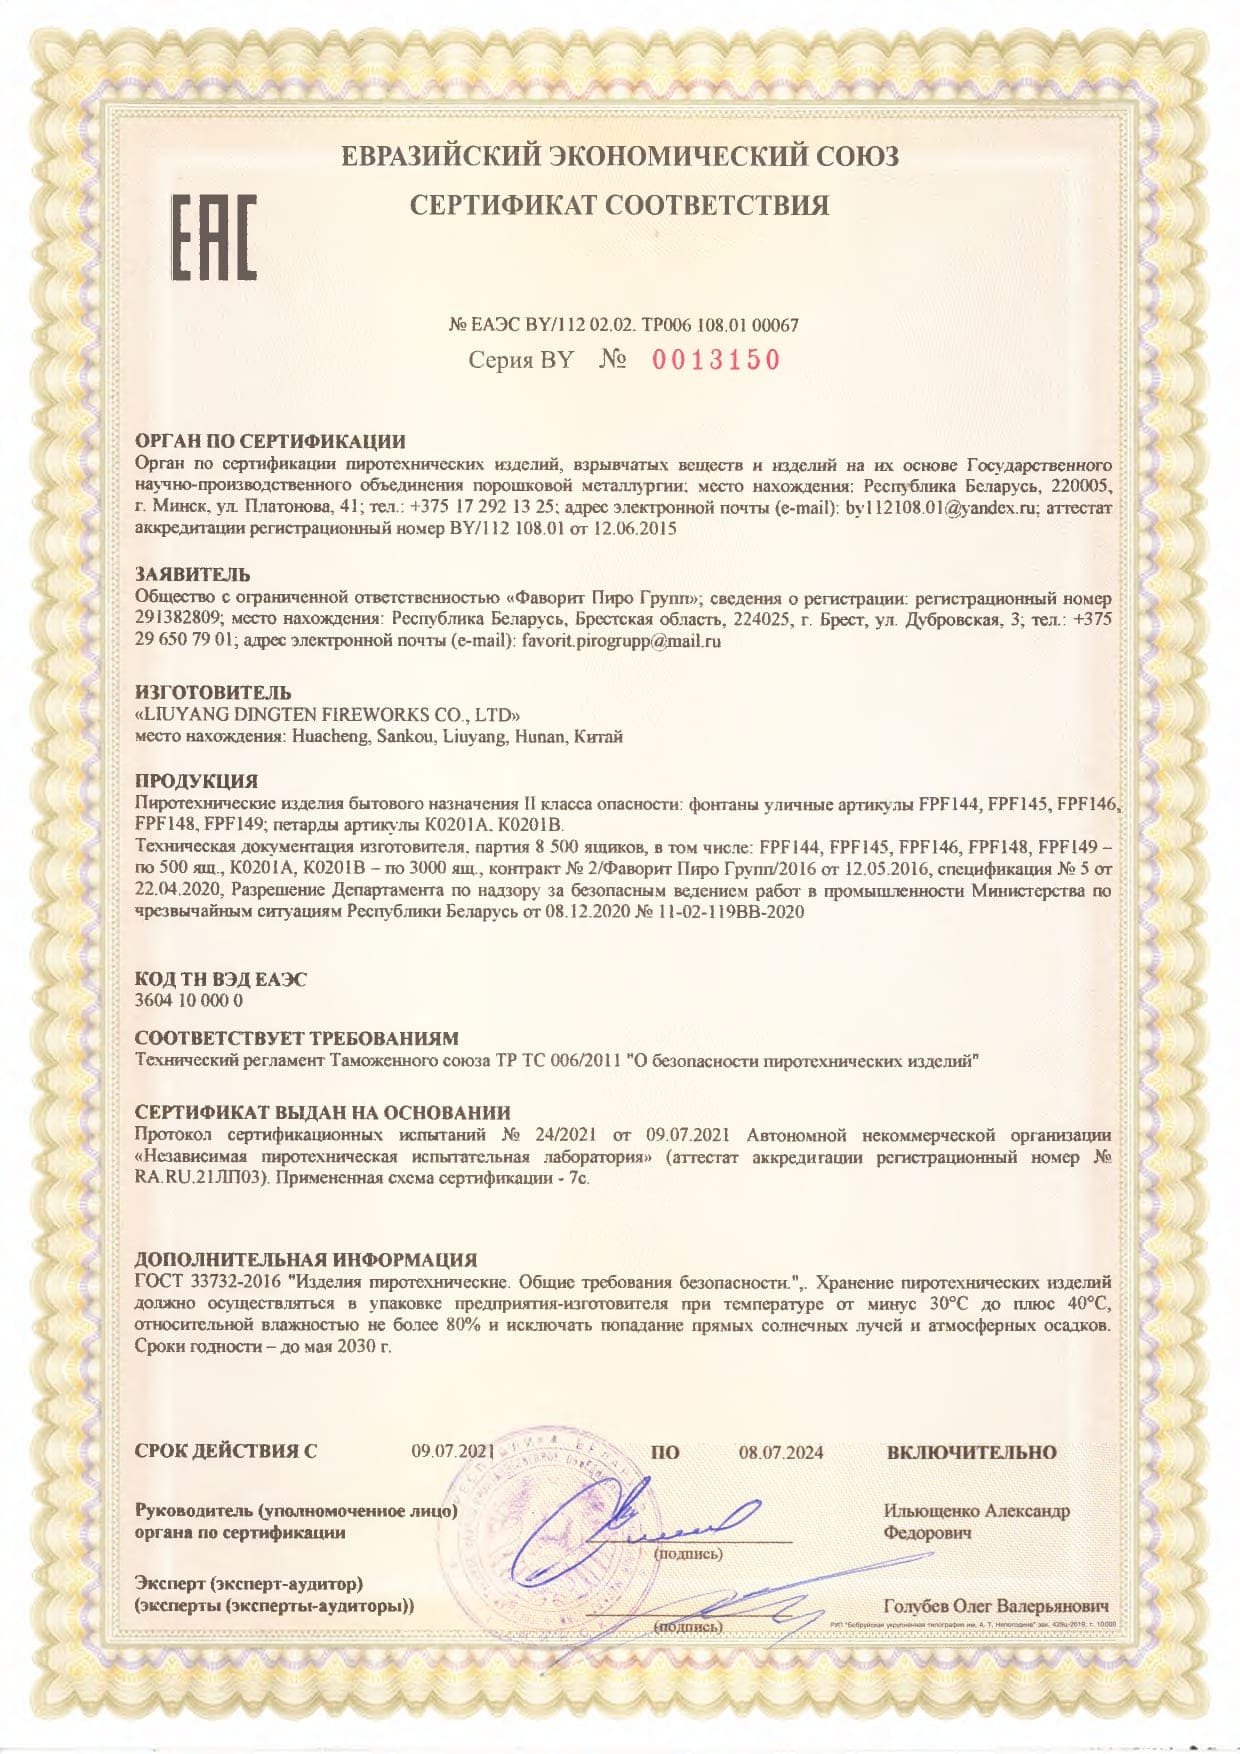 ЕВРАЗИЙСКИЙ ЭКОНОМИЧЕСКИЙ СОЮЗ
СЕРТИФИКАТ СООТВЕТСТВИЯ
ЕАС
№ ЕАЭС BY/112 02.02. ТР006 108.01 00067
Серия BY № 0013150
ОРГАН ПО СЕРТИФИКАЦИИ
Орган по сертификации пиротехнических изделий, взрывчатых веществ и изделий на их основе Государственного
научно-производственного объединения порошковой металлургии; место нахождения: Республика Беларусь, 220005,
г. Минск, ул. Платонова, 41; тел.: +375 17 292 13 25; адрес электронной почты (e-mail): by112108.01@yandex.ru; аттестат
аккредитации регистрационный номер BY/112 108.01 от 12.06.2015
ЗАЯВИТЕЛЬ
Общество с ограниченной ответственностью «Фаворит Пиро Групп»; сведения о регистрации: регистрационный номер
291382809; место нахождения: Республика Беларусь, Брестская область, 224025, г. Брест, ул. Дубровская, 3; тел.: +375
29 650 79 01; адрес электронной почты (e-mail): favorit.pirogrupp@mail.ru
ИЗГОТОВИТЕЛЬ
«LIUYANG DINGTEN FIREWORKS CO., LTD»
место нахождения: Huacheng, Sankou, Liuyang, Hunan, Китай
ПРОДУКЦИЯ
Пиротехнические изделия бытового назначения II класса опасности: фонтаны уличные артикулы FPF144, FPF145, FPF146,
FPF148, FPF149; петарды артикулы K0201A, K0201B.
Техническая документация изготовителя, партия 8 500 ящиков, в том числе: FPF144, FPF145, FPF146, FPF148, FPF149 –
по 500 ящ., K0201A, K0201B – по 3000 ящ., контракт № 2/Фаворит Пиро Групп/2016 от 12.05.2016, спецификация № 5 от
22.04.2020, Разрешение Департамента по надзору за безопасным ведением работ в промышленности Министерства по
чрезвычайным ситуациям Республики Беларусь от 08.12.2020 № 11-02-119ВВ-2020
КОД ТН ВЭД ЕАЭС
3604 10 000 0
СООТВЕТСТВУЕТ ТРЕБОВАНИЯМ
Технический регламент Таможенного союза ТР ТС 006/2011 "О безопасности пиротехнических изделий"
СЕРТИФИКАТ ВЫДАН НА ОСНОВАНИИ
Протокол сертификационных испытаний № 24/2021 от 09.07.2021 Автономной некоммерческой организации
«Независимая пиротехническая испытательная лаборатория» (аттестат аккредитации регистрационный номер №
RA.RU.21ЛП03). Примененная схема сертификации - 7с.
ДОПОЛНИТЕЛЬНАЯ ИНФОРМАЦИЯ
ГОСТ 33732-2016 "Изделия пиротехнические. Общие требования безопасности.",. Хранение пиротехнических изделий
должно осуществляться в упаковке предприятия-изготовителя при температуре от минус 30°С до плюс 40°С,
относительной влажностью не более 80% и исключать попадание прямых солнечных лучей и атмосферных осадков.
Сроки годности – до мая 2030 г.
СРОК ДЕЙСТВИЯ С 09.07.2021 ПО 08.07.2024 ВКЛЮЧИТЕЛЬНО
Руководитель (уполномоченное лицо) Ильющенко Александр
органа по сертификации Федорович
(подпись)
Эксперт (эксперт-аудитор)
(эксперты (эксперты-аудиторы)) Голубев Олег Валерьянович
(подпись)
РУП "Бобруйская укрупненная типография им. А. Т. Непогодина" зак. 428ц-2019, т. 10000